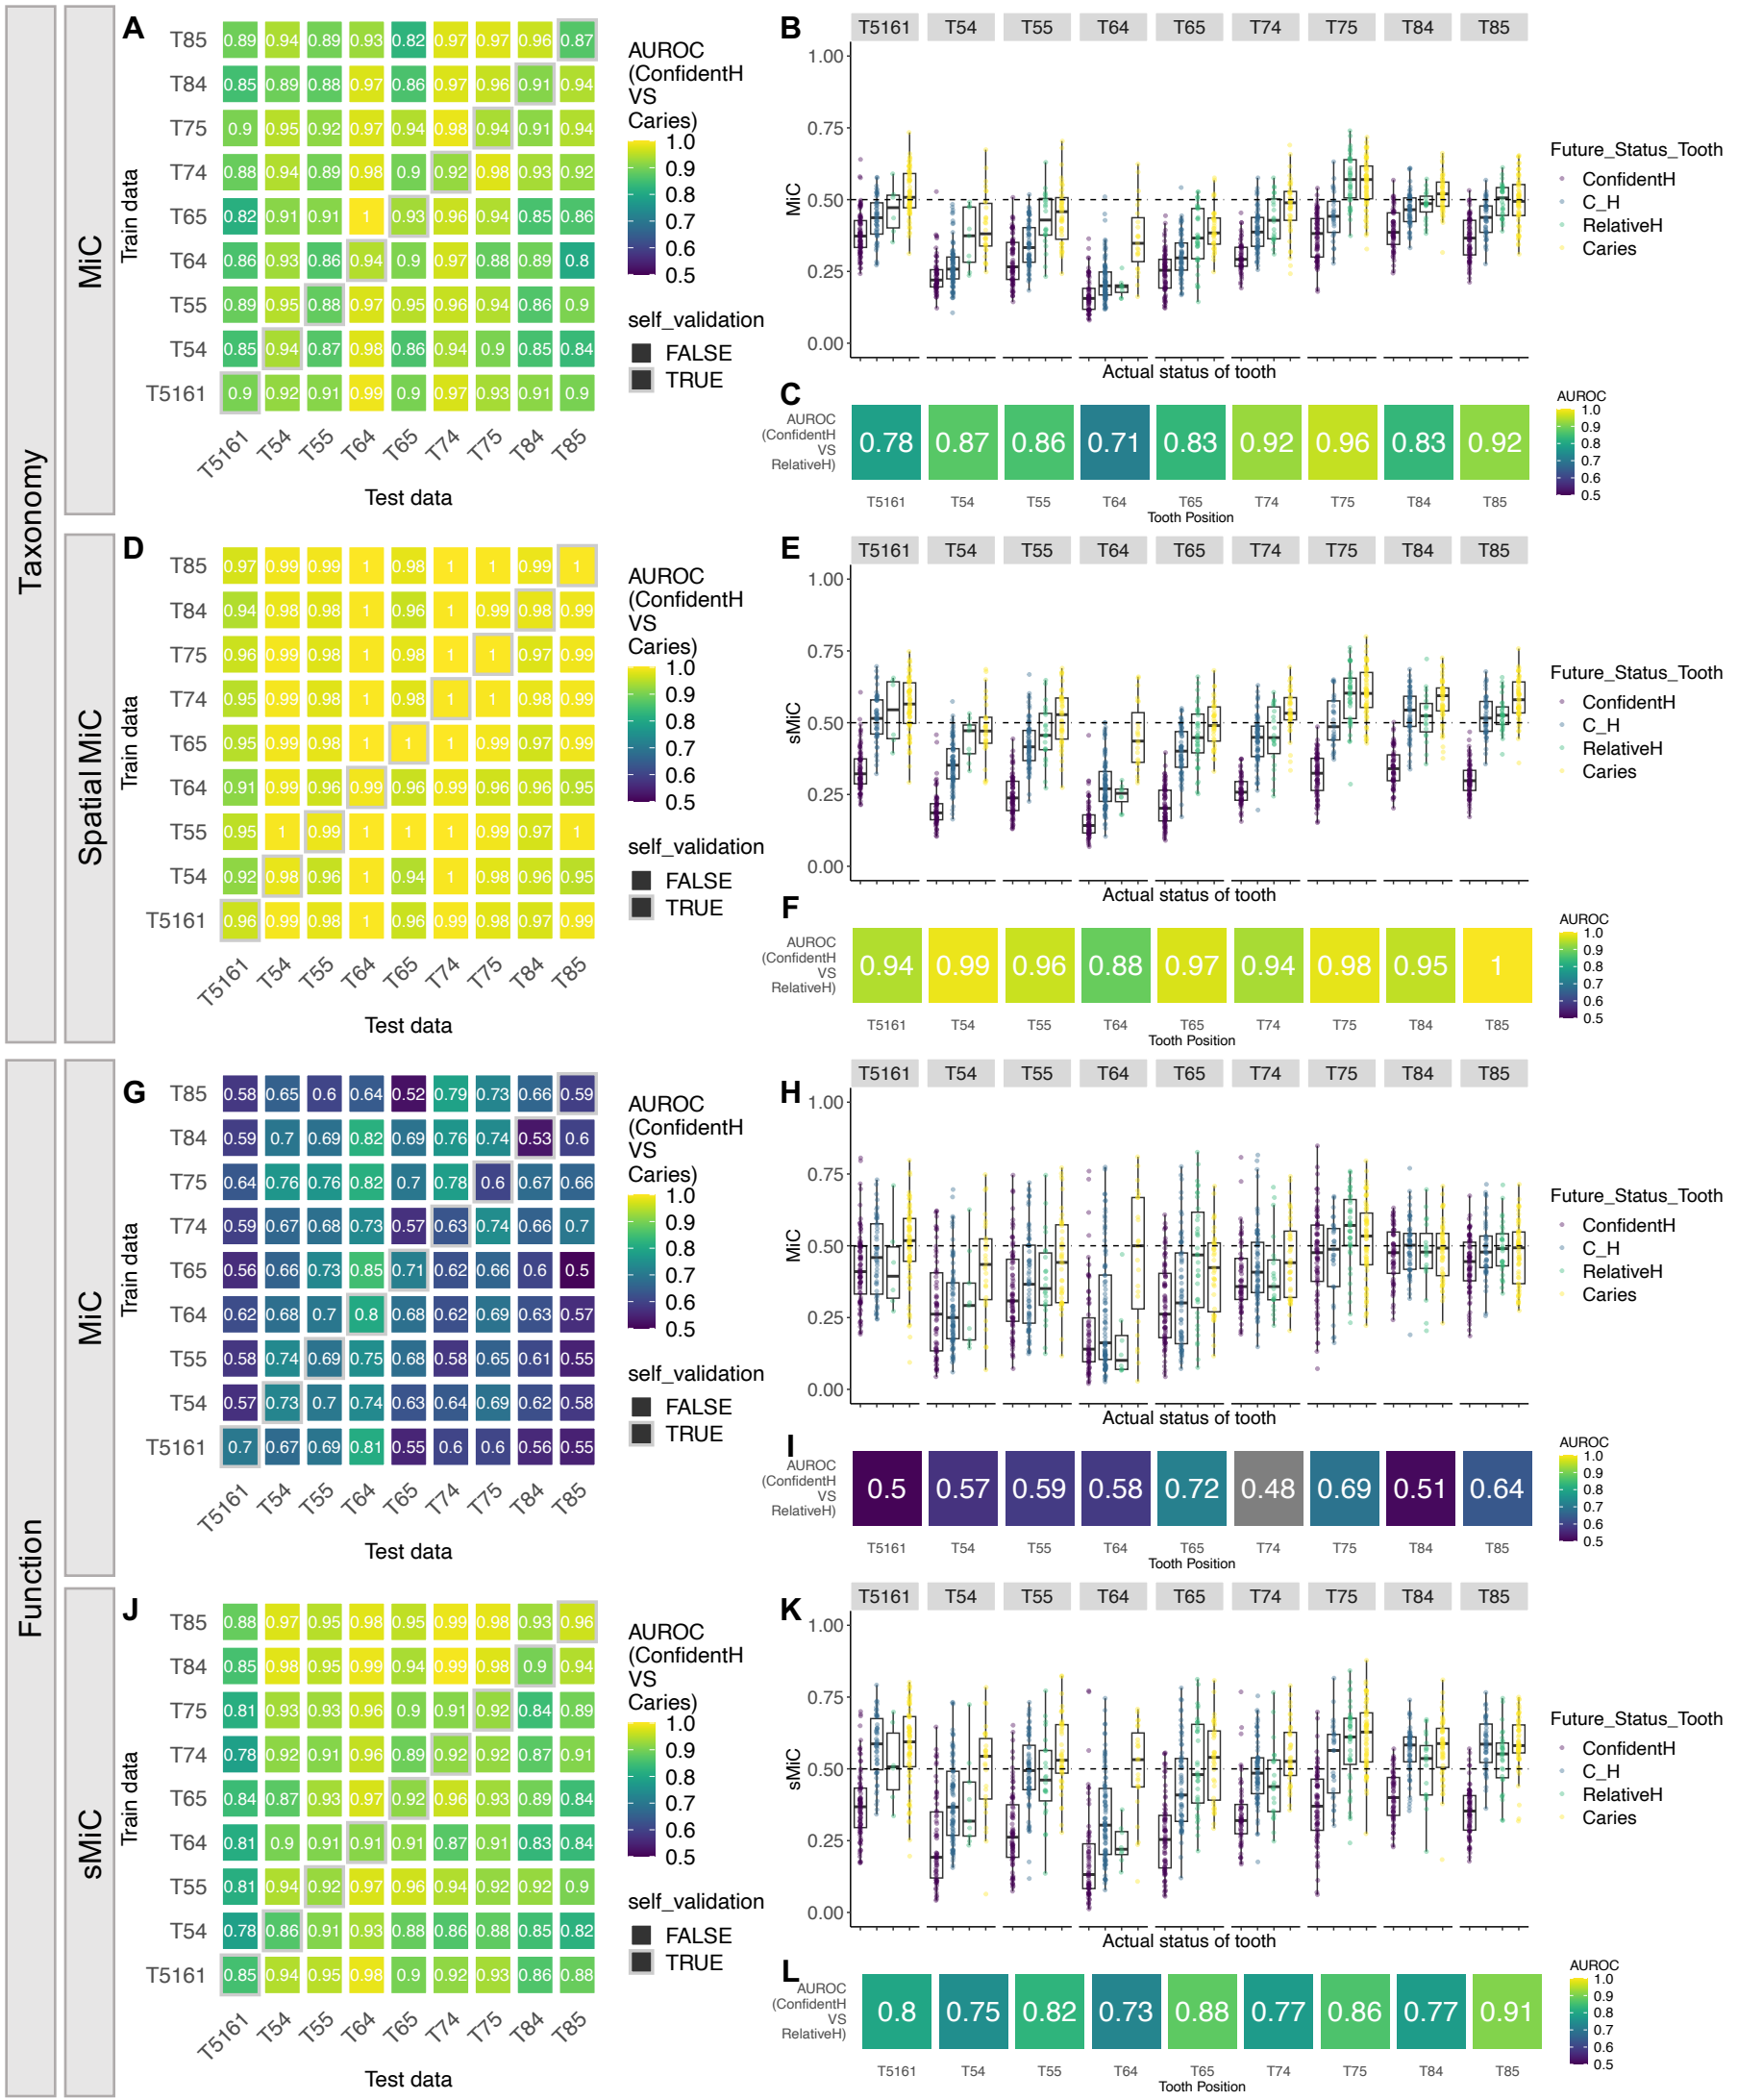 Taxonomy
MiC
A
Train data
T85 0.89 0.94 0.89 0.93 0.82 0.97 0.97 0.96 0.87
T84 0.85 0.89 0.88 0.97 0.86 0.97 0.96 0.91 0.94
T75 0.9 0.95 0.92 0.97 0.94 0.98 0.94 0.91 0.94
T74 0.88 0.94 0.89 0.98 0.9 0.92 0.98 0.93 0.92
T65 0.82 0.91 0.91 1 0.93 0.96 0.94 0.85 0.86
T64 0.86 0.93 0.86 0.94 0.9 0.97 0.88 0.89 0.8
T55 0.89 0.95 0.88 0.97 0.95 0.96 0.94 0.86 0.9
T54 0.85 0.94 0.87 0.98 0.86 0.94 0.9 0.85 0.84
T5161 0.9 0.92 0.91 0.99 0.9 0.97 0.93 0.91 0.9
T5161 T54 T55 T64 T65 T74 T75 T84 T85
Test data
AUROC
(ConfidentH
VS
Caries)
1.0
0.9
0.8
0.7
0.6
0.5
self_validation
FALSE
TRUE
B
T5161 T54 T55 T64 T65 T74 T75 T84 T85
MiC
1.00
0.75
0.50
0.25
0.00
Actual status of tooth
Future_Status_Tooth
ConfidentH
C_H
RelativeH
Caries
C
AUROC
(ConfidentH
VS
RelativeH)
0.78 0.87 0.86 0.71 0.83 0.92 0.96 0.83 0.92
T5161 T54 T55 T64 T65 T74 T75 T84 T85
Tooth Position
AUROC
1.0
0.9
0.8
0.7
0.6
0.5
Spatial MiC
D
Train data
T85 0.97 0.99 0.99 1 0.98 1 1 0.99 1
T84 0.94 0.98 0.98 1 0.96 1 0.99 0.98 0.99
T75 0.96 0.99 0.98 1 0.98 1 1 0.97 0.99
T74 0.95 0.99 0.98 1 0.98 1 1 0.98 0.99
T65 0.95 0.99 0.98 1 1 1 0.99 0.97 0.99
T64 0.91 0.99 0.96 0.99 0.96 0.99 0.96 0.96 0.95
T55 0.95 1 0.99 1 1 1 0.99 0.97 1
T54 0.92 0.98 0.96 1 0.94 1 0.98 0.96 0.95
T5161 0.96 0.99 0.98 1 0.96 0.99 0.98 0.97 0.99
T5161 T54 T55 T64 T65 T74 T75 T84 T85
Test data
AUROC
(ConfidentH
VS
Caries)
1.0
0.9
0.8
0.7
0.6
0.5
self_validation
FALSE
TRUE
E
T5161 T54 T55 T64 T65 T74 T75 T84 T85
sMiC
1.00
0.75
0.50
0.25
0.00
Actual status of tooth
Future_Status_Tooth
ConfidentH
C_H
RelativeH
Caries
F
AUROC
(ConfidentH
VS
RelativeH)
0.94 0.99 0.96 0.88 0.97 0.94 0.98 0.95 1
T5161 T54 T55 T64 T65 T74 T75 T84 T85
Tooth Position
AUROC
1.0
0.9
0.8
0.7
0.6
0.5
Function
MiC
G
Train data
T85 0.58 0.65 0.6 0.64 0.52 0.79 0.73 0.66 0.59
T84 0.59 0.7 0.69 0.82 0.69 0.76 0.74 0.53 0.6
T75 0.64 0.76 0.76 0.82 0.7 0.78 0.6 0.67 0.66
T74 0.59 0.67 0.68 0.73 0.57 0.63 0.74 0.66 0.7
T65 0.56 0.66 0.73 0.85 0.71 0.62 0.66 0.6 0.5
T64 0.62 0.68 0.7 0.8 0.68 0.62 0.69 0.63 0.57
T55 0.58 0.74 0.69 0.75 0.68 0.58 0.65 0.61 0.55
T54 0.57 0.73 0.7 0.74 0.63 0.64 0.69 0.62 0.58
T5161 0.7 0.67 0.69 0.81 0.55 0.6 0.6 0.56 0.55
T5161 T54 T55 T64 T65 T74 T75 T84 T85
Test data
AUROC
(ConfidentH
VS
Caries)
1.0
0.9
0.8
0.7
0.6
0.5
self_validation
FALSE
TRUE
H
T5161 T54 T55 T64 T65 T74 T75 T84 T85
MiC
1.00
0.75
0.50
0.25
0.00
Actual status of tooth
Future_Status_Tooth
ConfidentH
C_H
RelativeH
Caries
I
AUROC
(ConfidentH
VS
RelativeH)
0.5 0.57 0.59 0.58 0.72 0.48 0.69 0.51 0.64
T5161 T54 T55 T64 T65 T74 T75 T84 T85
Tooth Position
AUROC
1.0
0.9
0.8
0.7
0.6
0.5
sMiC
J
Train data
T85 0.88 0.97 0.95 0.98 0.95 0.99 0.98 0.93 0.96
T84 0.85 0.98 0.95 0.99 0.94 0.99 0.98 0.9 0.94
T75 0.81 0.93 0.93 0.96 0.9 0.91 0.92 0.84 0.89
T74 0.78 0.92 0.91 0.96 0.89 0.92 0.92 0.87 0.91
T65 0.84 0.87 0.93 0.97 0.92 0.96 0.93 0.89 0.84
T64 0.81 0.9 0.91 0.91 0.91 0.87 0.91 0.83 0.84
T55 0.81 0.94 0.92 0.97 0.96 0.94 0.92 0.92 0.9
T54 0.78 0.86 0.91 0.93 0.88 0.86 0.88 0.85 0.82
T5161 0.85 0.94 0.95 0.98 0.9 0.92 0.93 0.86 0.88
T5161 T54 T55 T64 T65 T74 T75 T84 T85
Test data
AUROC
(ConfidentH
VS
Caries)
1.0
0.9
0.8
0.7
0.6
0.5
self_validation
FALSE
TRUE
K
T5161 T54 T55 T64 T65 T74 T75 T84 T85
sMiC
1.00
0.75
0.50
0.25
0.00
Actual status of tooth
Future_Status_Tooth
ConfidentH
C_H
RelativeH
Caries
L
AUROC
(ConfidentH
VS
RelativeH)
0.8 0.75 0.82 0.73 0.88 0.77 0.86 0.77 0.91
T5161 T54 T55 T64 T65 T74 T75 T84 T85
Tooth Position
AUROC
1.0
0.9
0.8
0.7
0.6
0.5